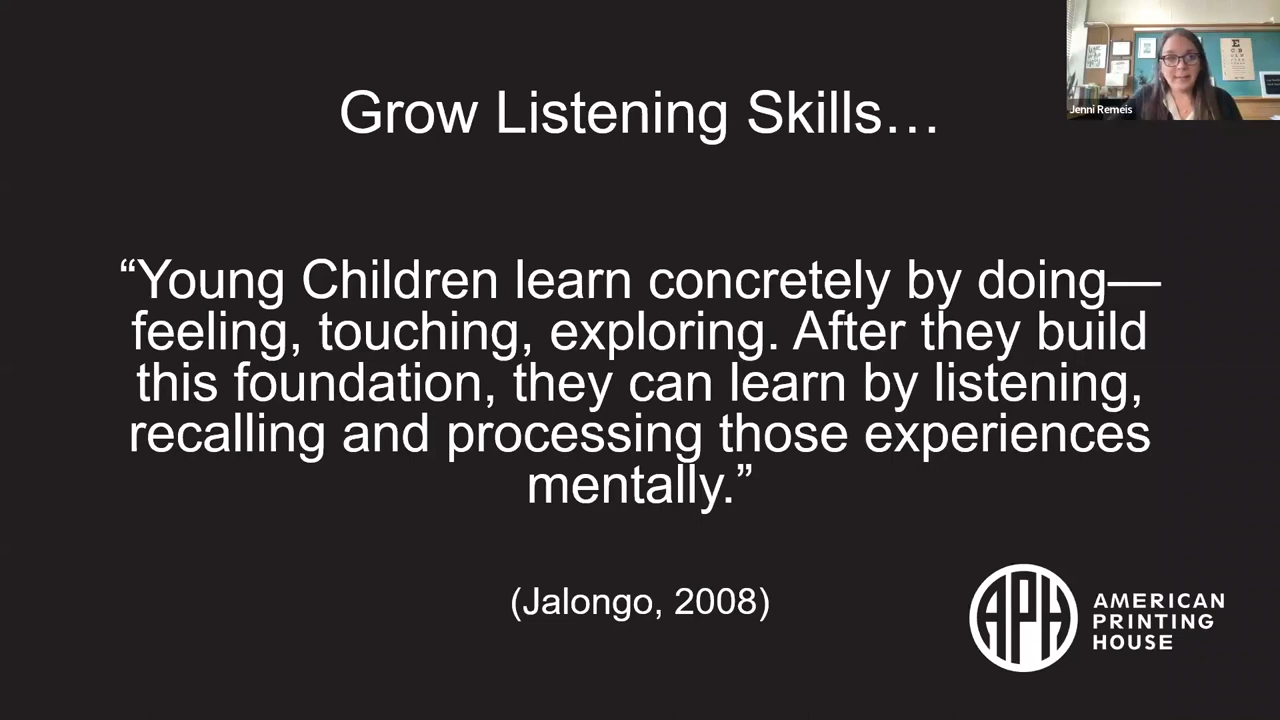 Grow Listening Skills…
Jenni Remeis
“Young Children learn concretely by doing—
feeling, touching, exploring. After they build
this foundation, they can learn by listening,
recalling and processing those experiences
mentally.”
(Jalongo, 2008)
APH
AMERICAN
PRINTING
HOUSE